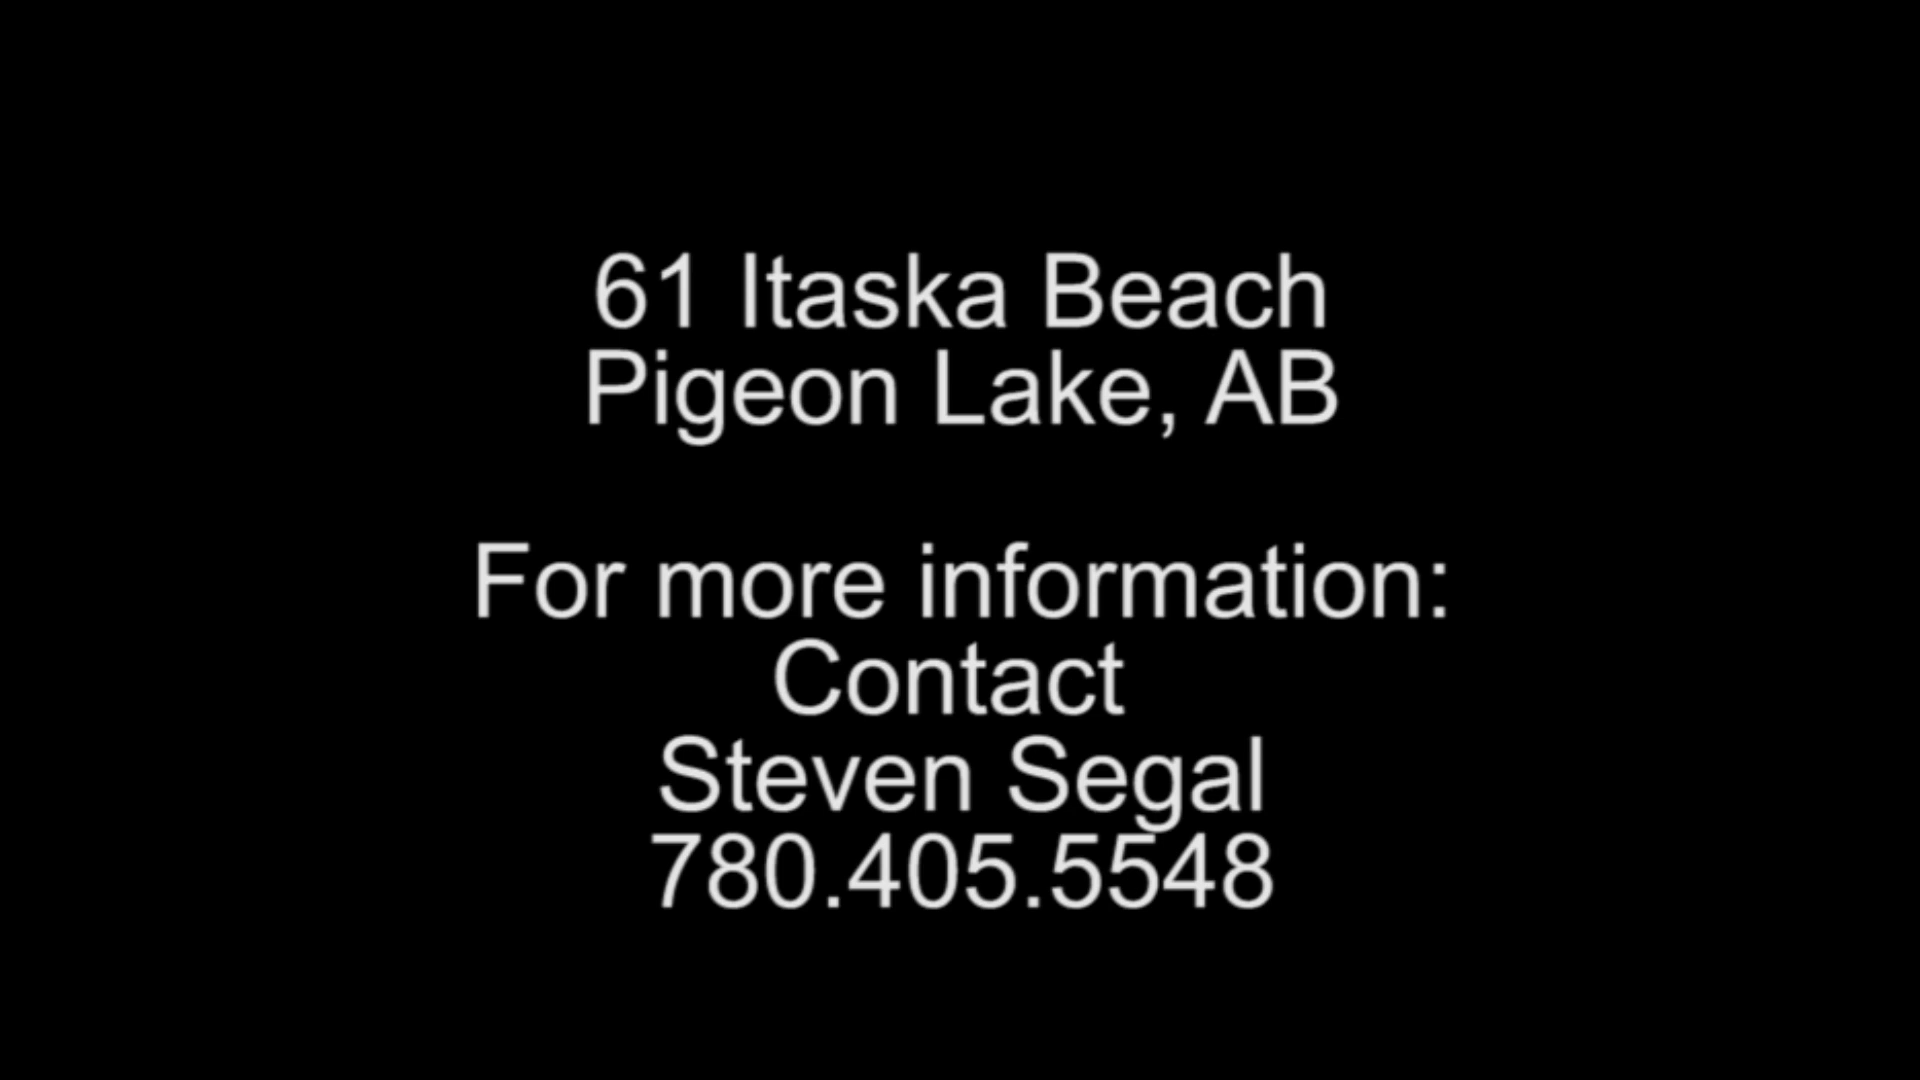 61 Itaska Beach
Pigeon Lake, AB
For more information:
Contact
Steven Segal
780.405.5548